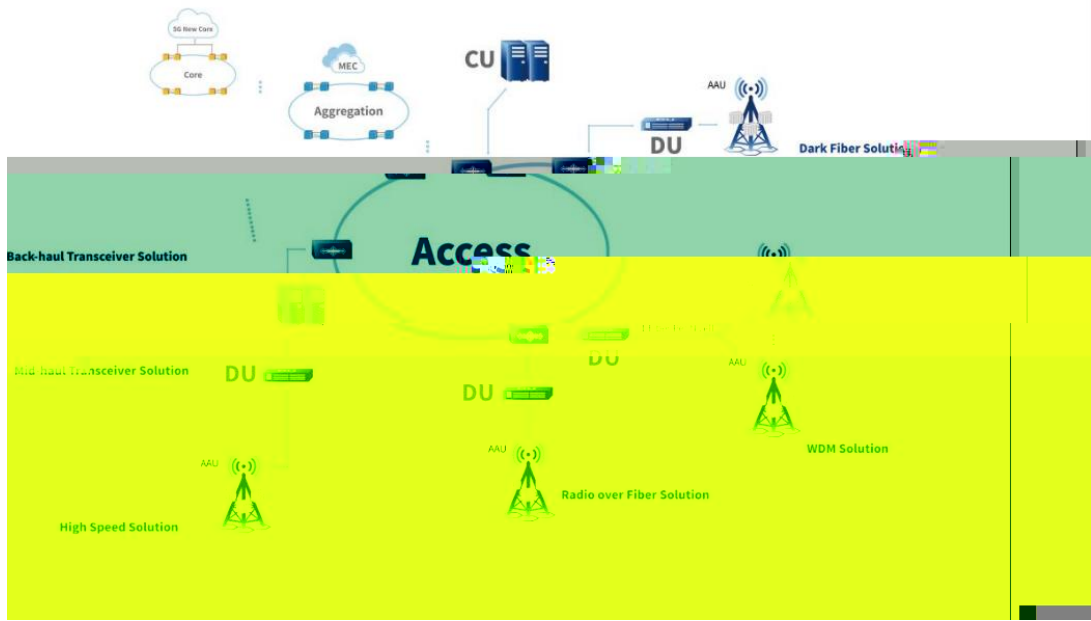 5G New Core
Core
MEC
Aggregation
CU
AAU
DU
Dark Fiber
Access
Back-haul Transceiver Solution
DU
Mid-haul Transceiver Solution
DU
DU
AAU
WDM Solution
AAU
AAU
Radio over Fiber Solution
High Speed Solution